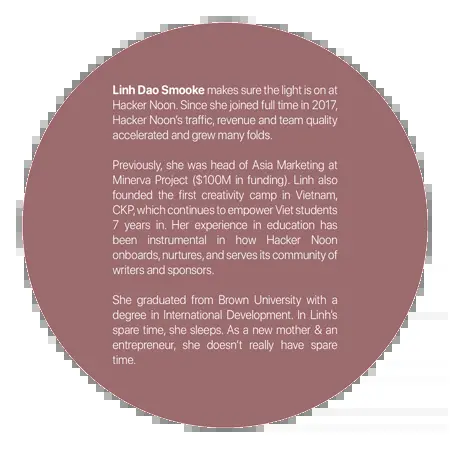 Linh Dao Smooke makes sure the light is on at
Hacker Noon. Since she joined full time in 2017,
Hacker Noon's traffic, revenue and team quality
accelerated and grew many folds.
Previously, she was head of Asia Marketing at
Minerva Project ($100M in funding). Linh also
founded the first creativity camp in Vietnam,
CKP, which continues to empower Viet students
7 years in. Her experience in education has
been instrumental in how Hacker Noon
onboards, nurtures, and serves its community of
writers and sponsors.
She graduated from Brown University with a
degree in International Development. In Linh's
spare time, she sleeps. As a new mother & an
entrepreneur, she doesn't really have spare
time.